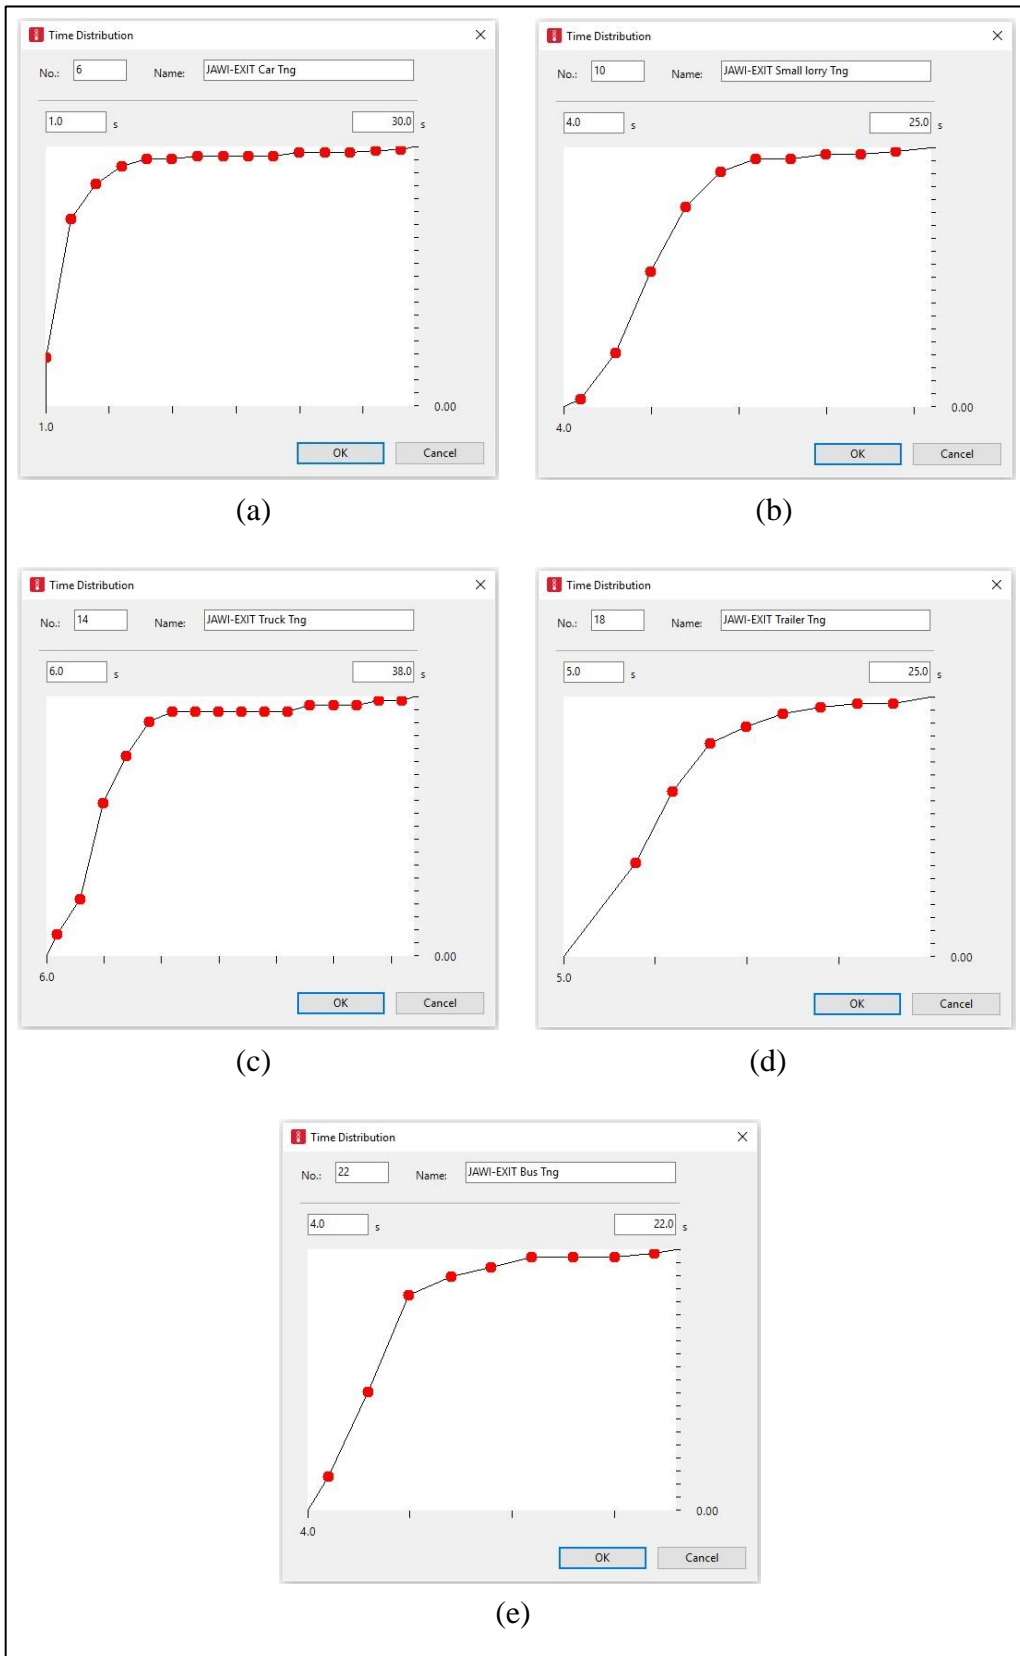 Time Distribution
No.: 6 Name: JAWI-EXIT Car Tng
1.0 s 30.0 s
0.00
1.0
OK Cancel
(a)
Time Distribution
No.: 10 Name: JAWI-EXIT Small lorry Tng
4.0 s 25.0 s
0.00
4.0
OK Cancel
(b)
Time Distribution
No.: 14 Name: JAWI-EXIT Truck Tng
6.0 s 38.0 s
0.00
6.0
OK Cancel
(c)
Time Distribution
No.: 18 Name: JAWI-EXIT Trailer Tng
5.0 s 25.0 s
0.00
5.0
OK Cancel
(d)
Time Distribution
No.: 22 Name: JAWI-EXIT Bus Tng
4.0 s 22.0 s
0.00
4.0
OK Cancel
(e)